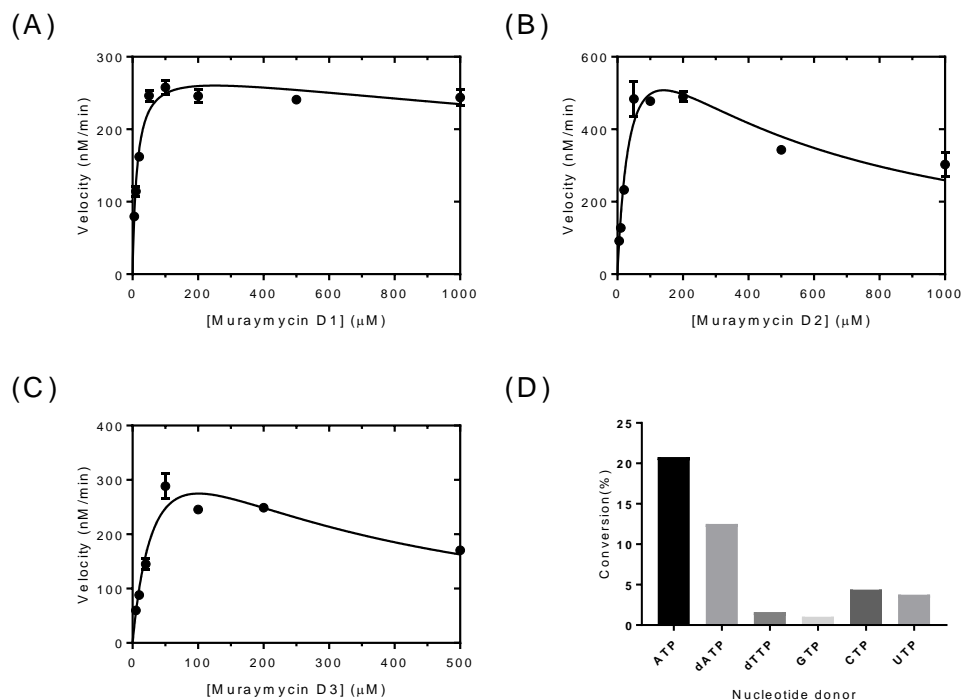 (A)
300
200
100
0
Velocity (nM/min)
0 200 400 600 800 1000
[Muraymycin D1] (μM)
(B)
600
400
200
0
Velocity (nM/min)
0 200 400 600 800 1000
[Muraymycin D2] (μM)
(C)
400
300
200
100
0
Velocity (nM/min)
0 100 200 300 400 500
[Muraymycin D3] (μM)
(D)
25
20
15
10
5
0
Conversion(%)
ATP dATP dTTP GTP CTP UTP
Nucleotide donor